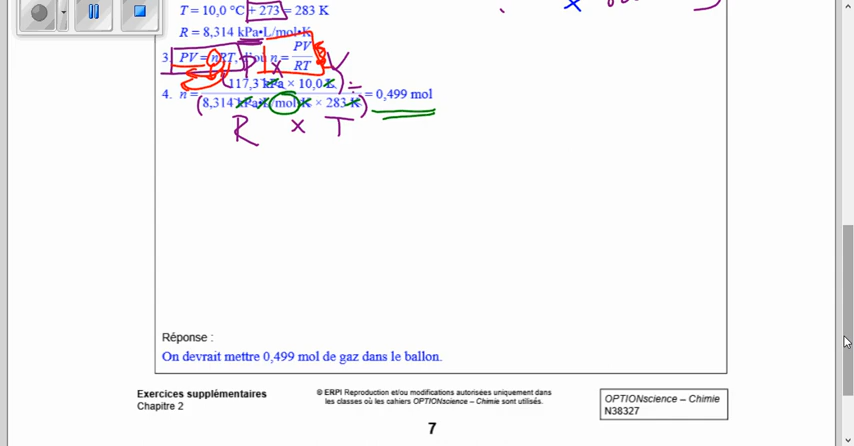 T = 10,0 °C + 273 = 283 K
R = 8,314 kPa•L/mol•K
3. PV = nRT, n =
PV
RT
P x V
4. n = (117,3 kPa × 10,0 L) ÷
(8,314 kPa•L/mol•K × 283 K) = 0,499 mol
R x T
Réponse :
On devrait mettre 0,499 mol de gaz dans le ballon.
Exercices supplémentaires
Chapitre 2
© ERPI Reproduction et/ou modifications autorisées uniquement dans
les classes où les cahiers OPTIONscience – Chimie sont utilisés.
OPTIONscience – Chimie
N38327
7